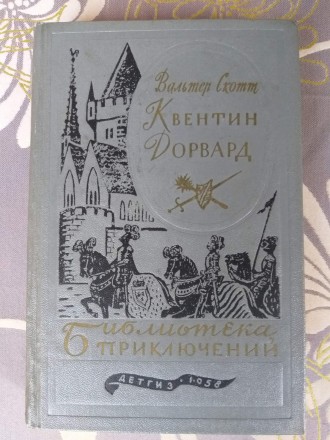 Вальтер Скотт
Квентин
Дорвард
Библиотека
приключений
ДЕТГИЗ • 1958